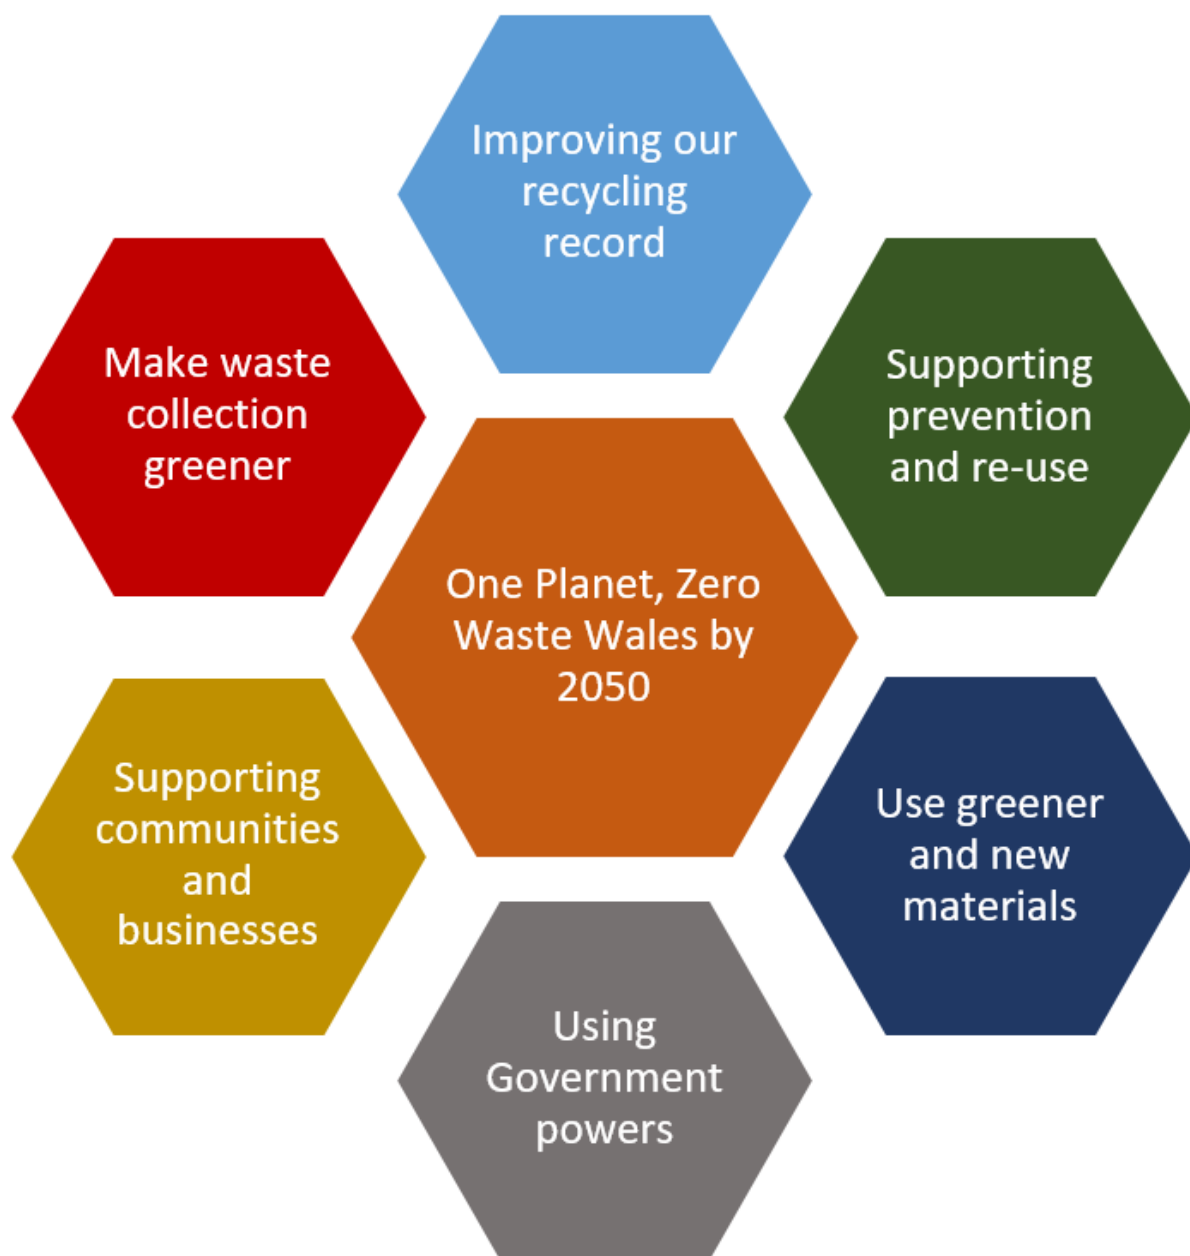 Improving our
recycling
record
Make waste
collection
greener
Supporting
prevention
and re-use
One Planet, Zero
Waste Wales by
2050
Supporting
communities
and
businesses
Use greener
and new
materials
Using
Government
powers